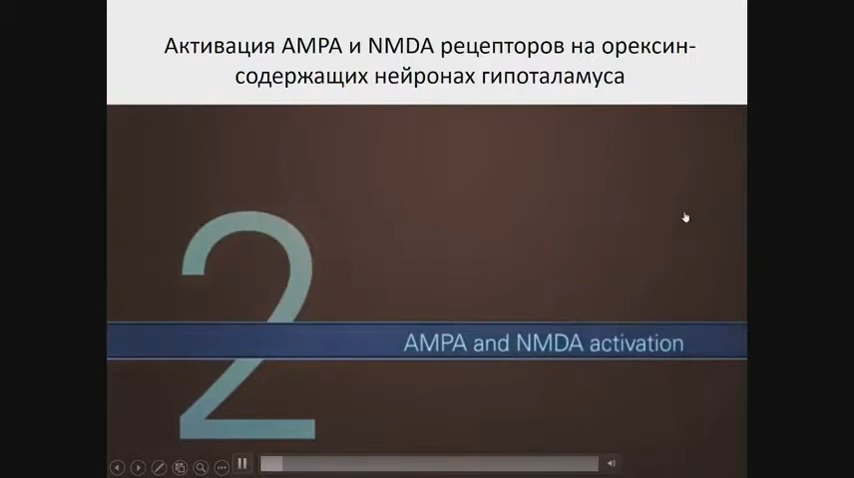 Активация AMPA и NMDA рецепторов на орексин-
содержащих нейронах гипоталамуса
2
AMPA and NMDA activation